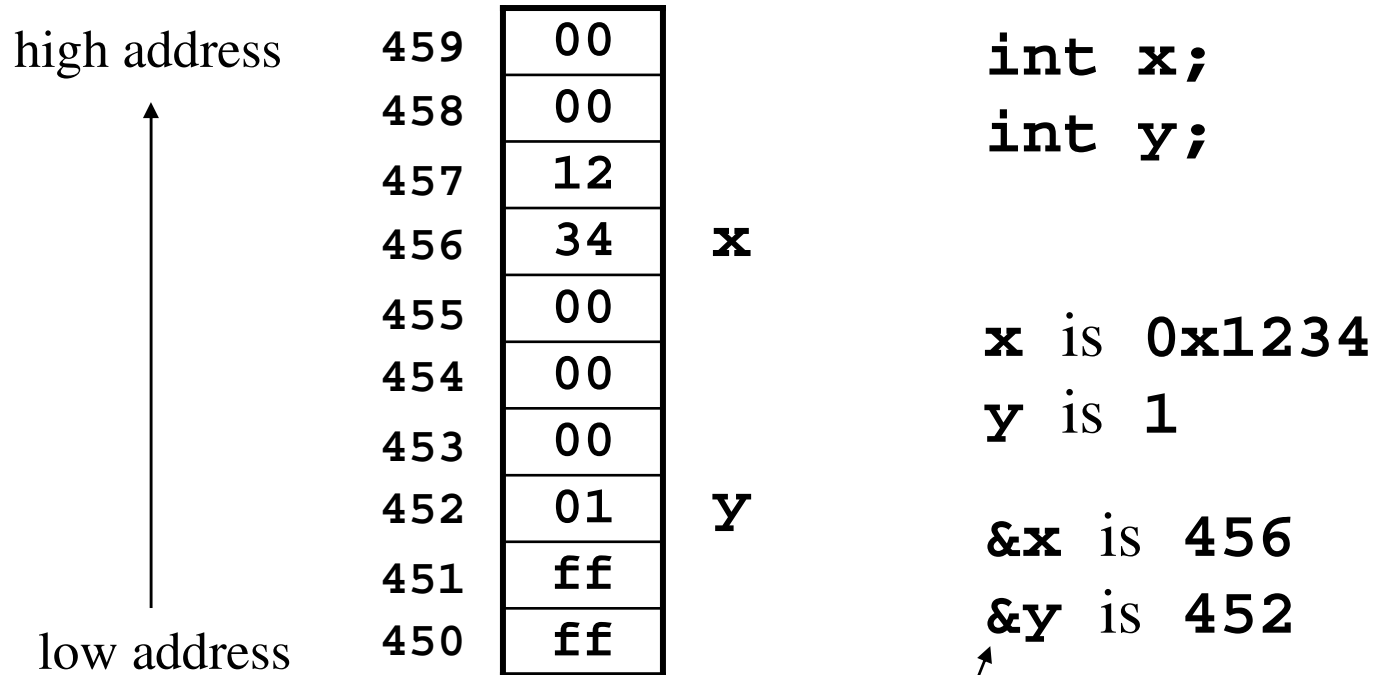 high address
459 00
458 00
457 12
456 34 x
455 00
454 00
453 00
452 01 y
451 ff
450 ff
low address
int x;
int y;
x is 0x1234
y is 1
&x is 456
&y is 452